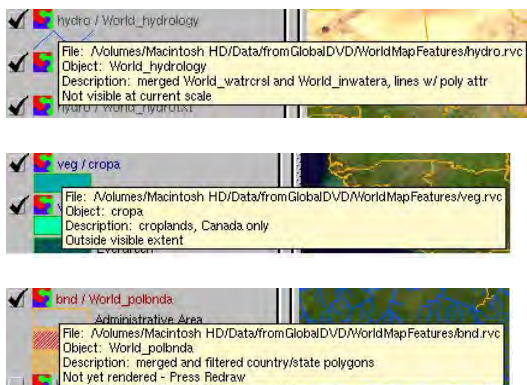 hydro / World_hydrology
File: /Volumes/Macintosh HD/Data/fromGlobalDVD/WorldMapFeatures/hydro.rvc
Object: World_hydrology
Description: merged World_watrcrsl and World_inwatera, lines w/ poly attr
Not visible at current scale
hydro / World_hydrotxt
veg / cropa
File: /Volumes/Macintosh HD/Data/fromGlobalDVD/WorldMapFeatures/veg.rvc
Object: cropa
Description: croplands, Canada only
Outside visible extent
Evergreen
bnd / World_polbnda
Administrative Area
File: /Volumes/Macintosh HD/Data/fromGlobalDVD/WorldMapFeatures/bnd.rvc
Object: World_polbnda
Description: merged and filtered country/state polygons
Not yet rendered - Press Redraw